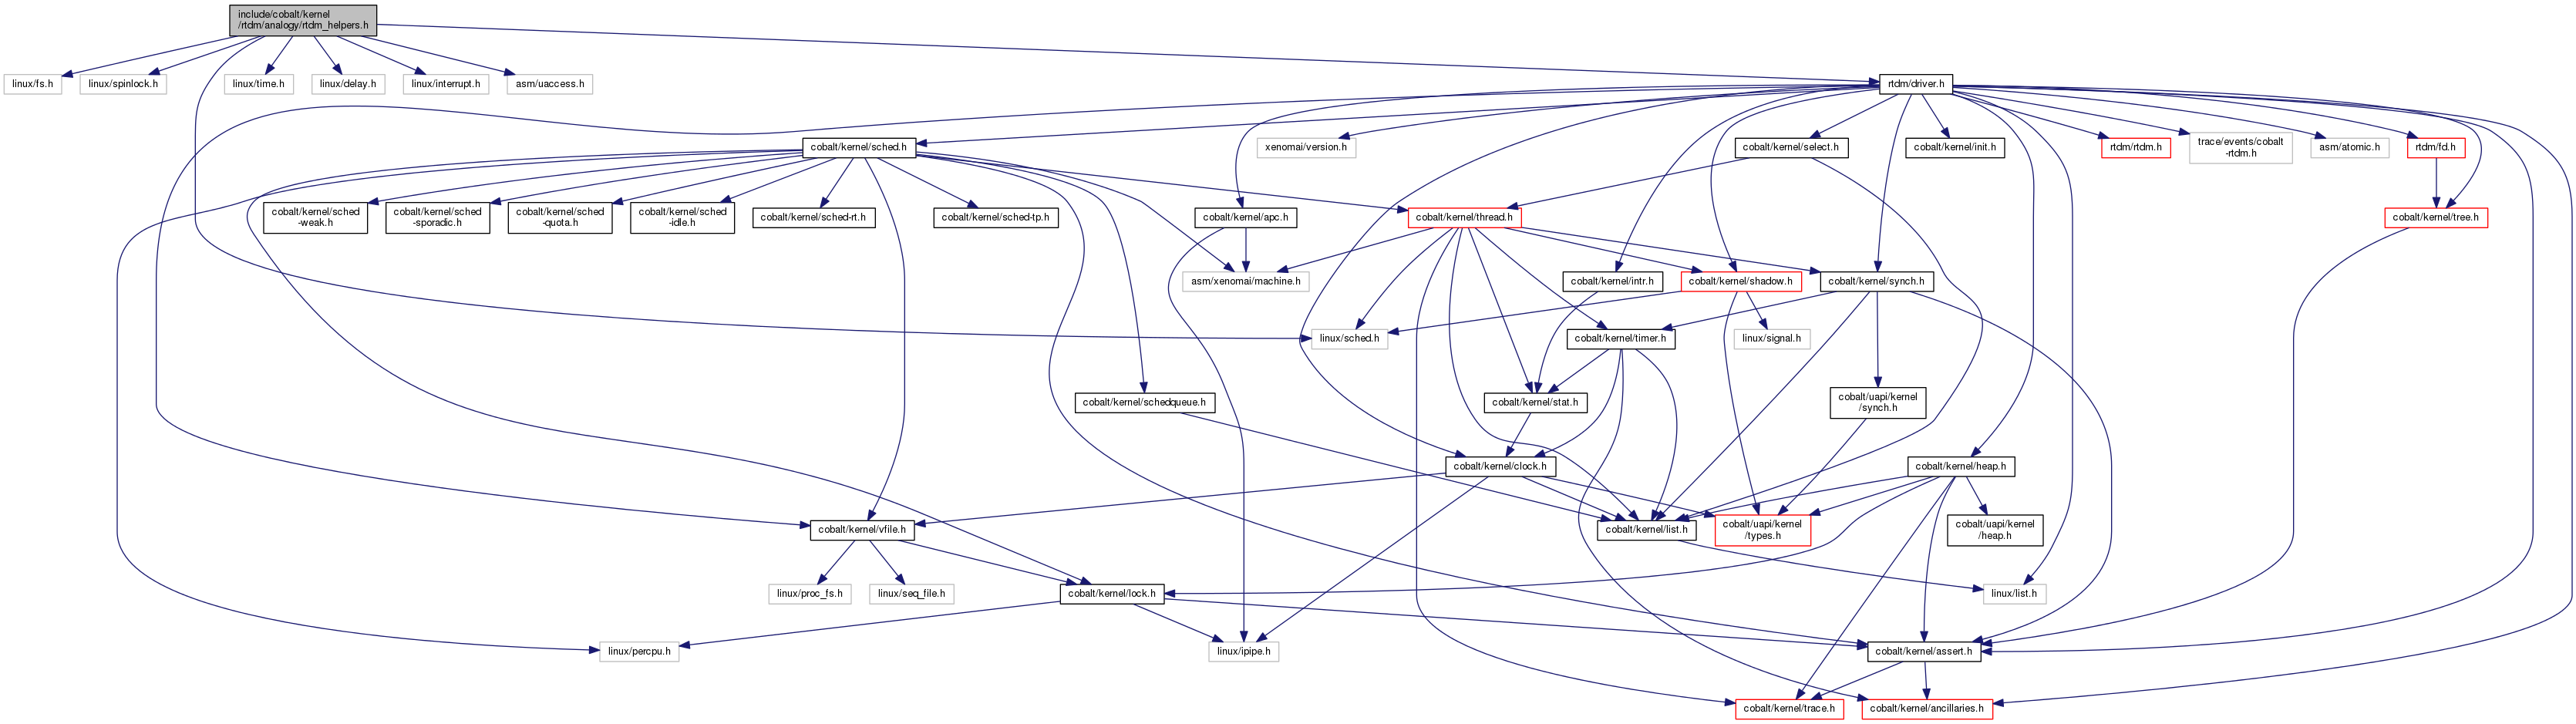 include/cobalt/kernel
/rtdm/analogy/rtdm_helpers.h
linux/fs.h
linux/spinlock.h
linux/time.h
linux/delay.h
linux/interrupt.h
asm/uaccess.h
rtdm/driver.h
cobalt/kernel/sched.h
xenomai/version.h
cobalt/kernel/select.h
cobalt/kernel/init.h
rtdm/rtdm.h
trace/events/cobalt
-rtdm.h
asm/atomic.h
rtdm/fd.h
cobalt/kernel/sched
-weak.h
cobalt/kernel/sched
-sporadic.h
cobalt/kernel/sched
-quota.h
cobalt/kernel/sched
-idle.h
cobalt/kernel/sched-rt.h
cobalt/kernel/sched-tp.h
cobalt/kernel/apc.h
cobalt/kernel/thread.h
cobalt/kernel/tree.h
asm/xenomai/machine.h
cobalt/kernel/intr.h
cobalt/kernel/shadow.h
cobalt/kernel/synch.h
linux/sched.h
cobalt/kernel/timer.h
linux/signal.h
cobalt/kernel/schedqueue.h
cobalt/kernel/stat.h
cobalt/uapi/kernel
/synch.h
cobalt/kernel/clock.h
cobalt/kernel/heap.h
cobalt/kernel/vfile.h
cobalt/kernel/list.h
cobalt/uapi/kernel
/types.h
cobalt/uapi/kernel
/heap.h
linux/proc_fs.h
linux/seq_file.h
cobalt/kernel/lock.h
linux/list.h
linux/percpu.h
linux/ipipe.h
cobalt/kernel/assert.h
cobalt/kernel/trace.h
cobalt/kernel/ancillaries.h